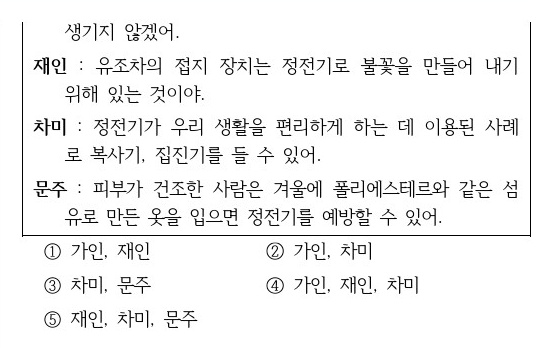 생기지 않겠어.
재인 : 유조차의 접지 장치는 정전기로 불꽃을 만들어 내기
위해 있는 것이야.
차미 : 정전기가 우리 생활을 편리하게 하는 데 이용된 사례
로 복사기, 집진기를 들 수 있어.
문주 : 피부가 건조한 사람은 겨울에 폴리에스테르와 같은 섬
유로 만든 옷을 입으면 정전기를 예방할 수 있어.
① 가인, 재인 ② 가인, 차미
③ 차미, 문주 ④ 가인, 재인, 차미
⑤ 재인, 차미, 문주